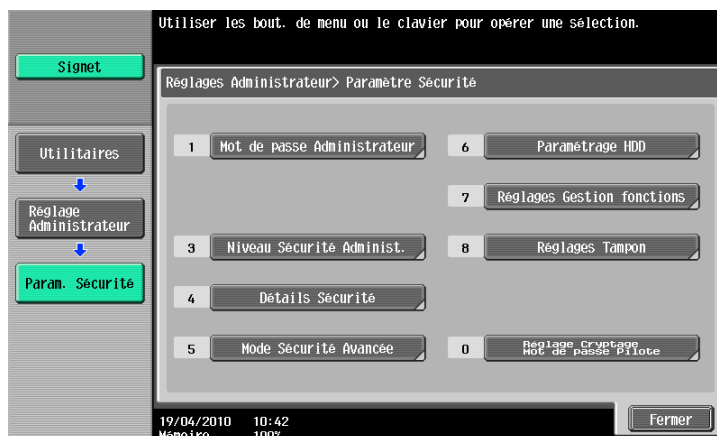 Utiliser les bout. de menu ou le clavier pour opérer une sélection.
Signet
Réglages Administrateur> Paramètre Sécurité
Utilitaires
Réglage
Administrateur
Param. Sécurité
1 Mot de passe Administrateur
6 Paramétrage HDD
7 Réglages Gestion fonctions
3 Niveau Sécurité Administ.
8 Réglages Tampon
4 Détails Sécurité
5 Mode Sécurité Avancée
0 Réglage Cryptage
Mot de passe Pilote
19/04/2010 10:42
Mémoire 100%
Fermer